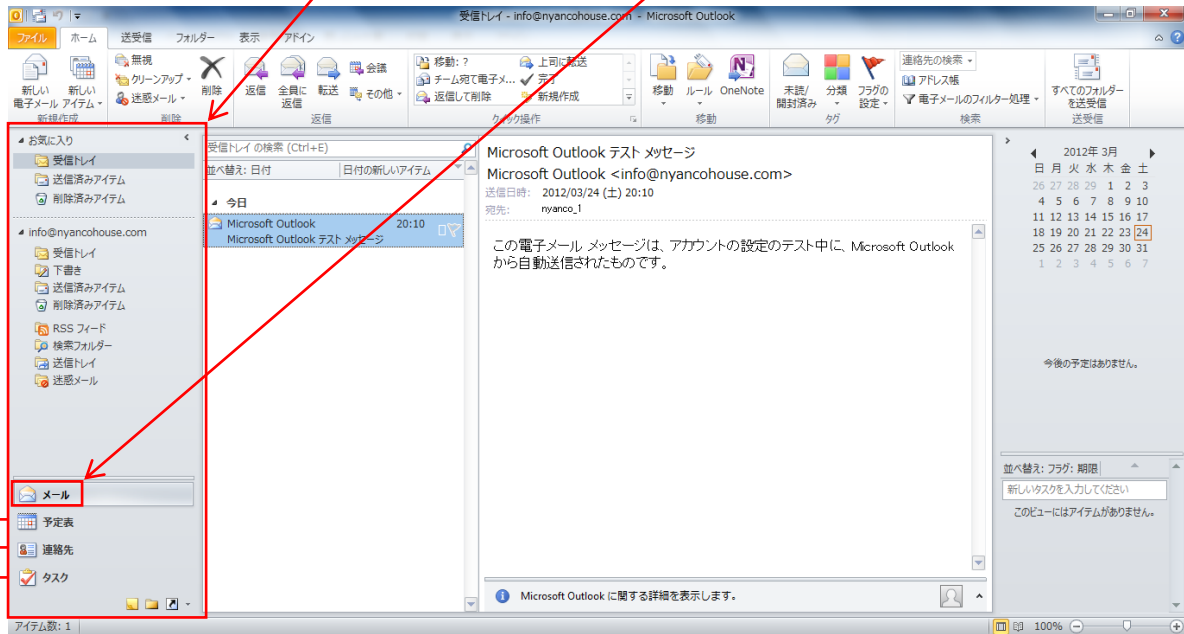 受信トレイ - info@nyancohouse.com - Microsoft Outlook
ファイル ホーム 送受信 フォルダー 表示 アドイン
新しい電子メール
新しいアイテム
新規作成
無視
クリーンアップ
迷惑メール
削除
削除
返信
全員に返信
転送
会議
その他
返信
移動: ?
チーム宛て電子メ...
返信して削除
上司に転送
完了
新規作成
クイック操作
移動
ルール
OneNote
移動
未読/開封済み
分類
フラグの設定
タグ
連絡先の検索
アドレス帳
電子メールのフィルター処理
検索
すべてのフォルダーを送受信
送受信
お気に入り
受信トレイ
送信済みアイテム
削除済みアイテム
info@nyancohouse.com
受信トレイ
下書き
送信済みアイテム
削除済みアイテム
RSS フィード
検索フォルダー
送信トレイ
迷惑メール
メール
予定表
連絡先
タスク
受信トレイ の検索 (Ctrl+E)
並べ替え: 日付 日付の新しいアイテム
今日
Microsoft Outlook 20:10
Microsoft Outlook テスト メッセージ
Microsoft Outlook テスト メッセージ
Microsoft Outlook <info@nyancohouse.com>
送信日時: 2012/03/24 (土) 20:10
宛先: nyanco_1
この電子メール メッセージは、アカウントの設定のテスト中に、Microsoft Outlook
から自動送信されたものです。
Microsoft Outlook に関する詳細を表示します。
2012年 3月
日 月 火 水 木 金 土
26 27 28 29 1 2 3
4 5 6 7 8 9 10
11 12 13 14 15 16 17
18 19 20 21 22 23 24
25 26 27 28 29 30 31
1 2 3 4 5 6 7
今後の予定はありません。
並べ替え: フラグ: 期限
新しいタスクを入力してください
このビューにはアイテムがありません。
アイテム数: 1
100%